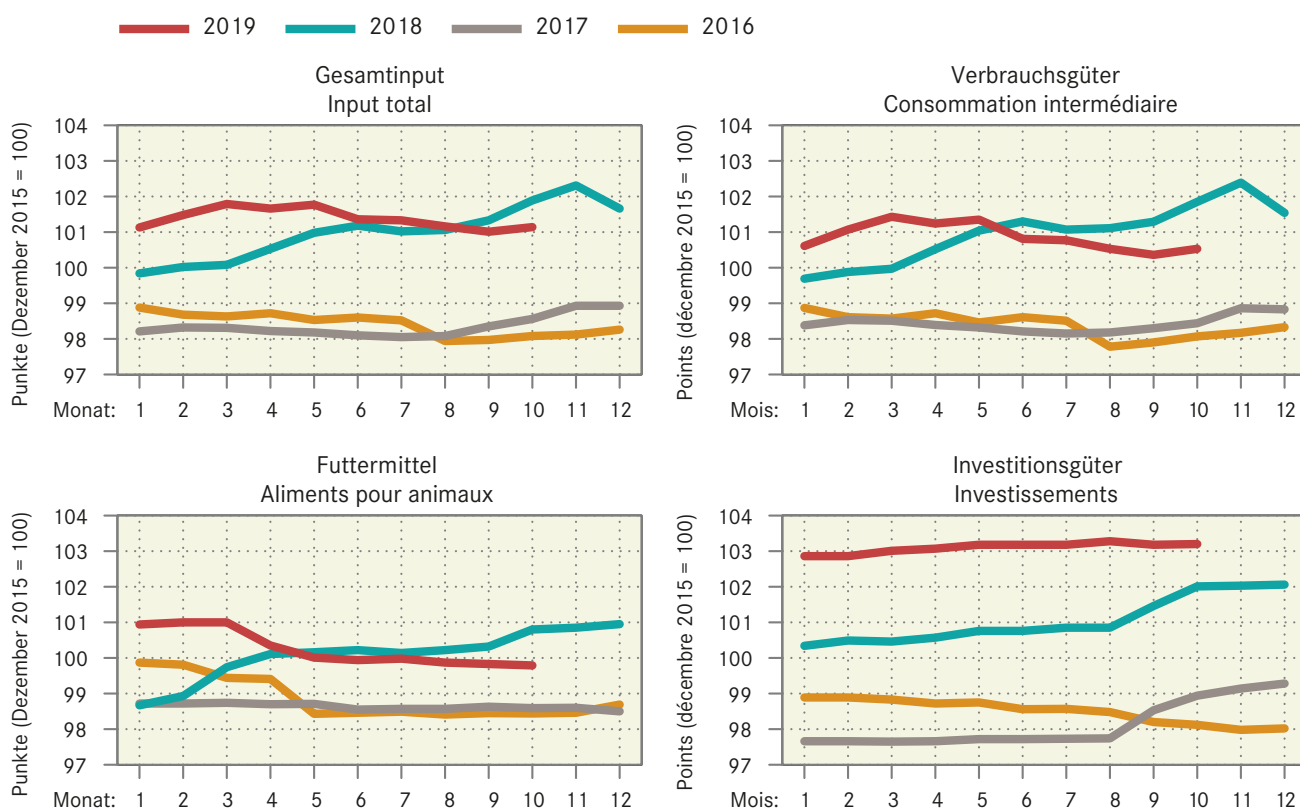 2019 2018 2017 2016
Gesamtinput
Input total
Punkte (Dezember 2015 = 100)
104
103
102
101
100
99
98
97
Monat: 1 2 3 4 5 6 7 8 9 10 11 12
Verbrauchsgüter
Consommation intermédiaire
Points (décembre 2015 = 100)
104
103
102
101
100
99
98
97
Mois: 1 2 3 4 5 6 7 8 9 10 11 12
Futtermittel
Aliments pour animaux
Punkte (Dezember 2015 = 100)
104
103
102
101
100
99
98
97
Monat: 1 2 3 4 5 6 7 8 9 10 11 12
Investitionsgüter
Investissements
Points (décembre 2015 = 100)
104
103
102
101
100
99
98
97
Mois: 1 2 3 4 5 6 7 8 9 10 11 12